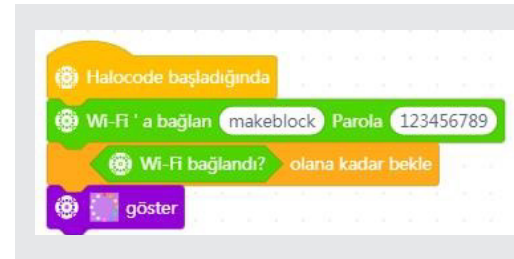 Halocode başladığında
Wi-Fi ' a bağlan makeblock Parola 123456789
Wi-Fi bağlandı? olana kadar bekle
göster